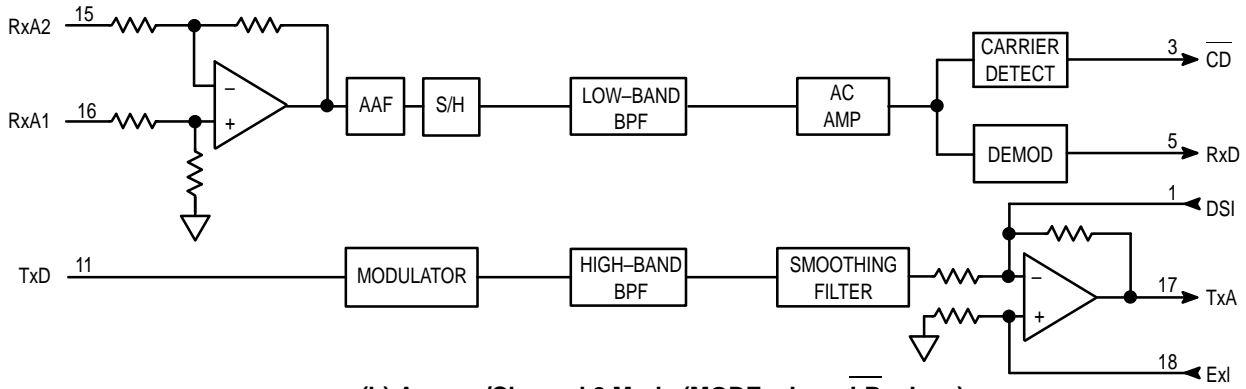 RxA2 15
RxA1 16
–
+
AAF
S/H
LOW–BAND
BPF
AC
AMP
CARRIER
DETECT
3 CD
DEMOD
5 RxD
1 DSI
TxD 11
MODULATOR
HIGH–BAND
BPF
SMOOTHING
FILTER
–
+
17 TxA
18 ExI